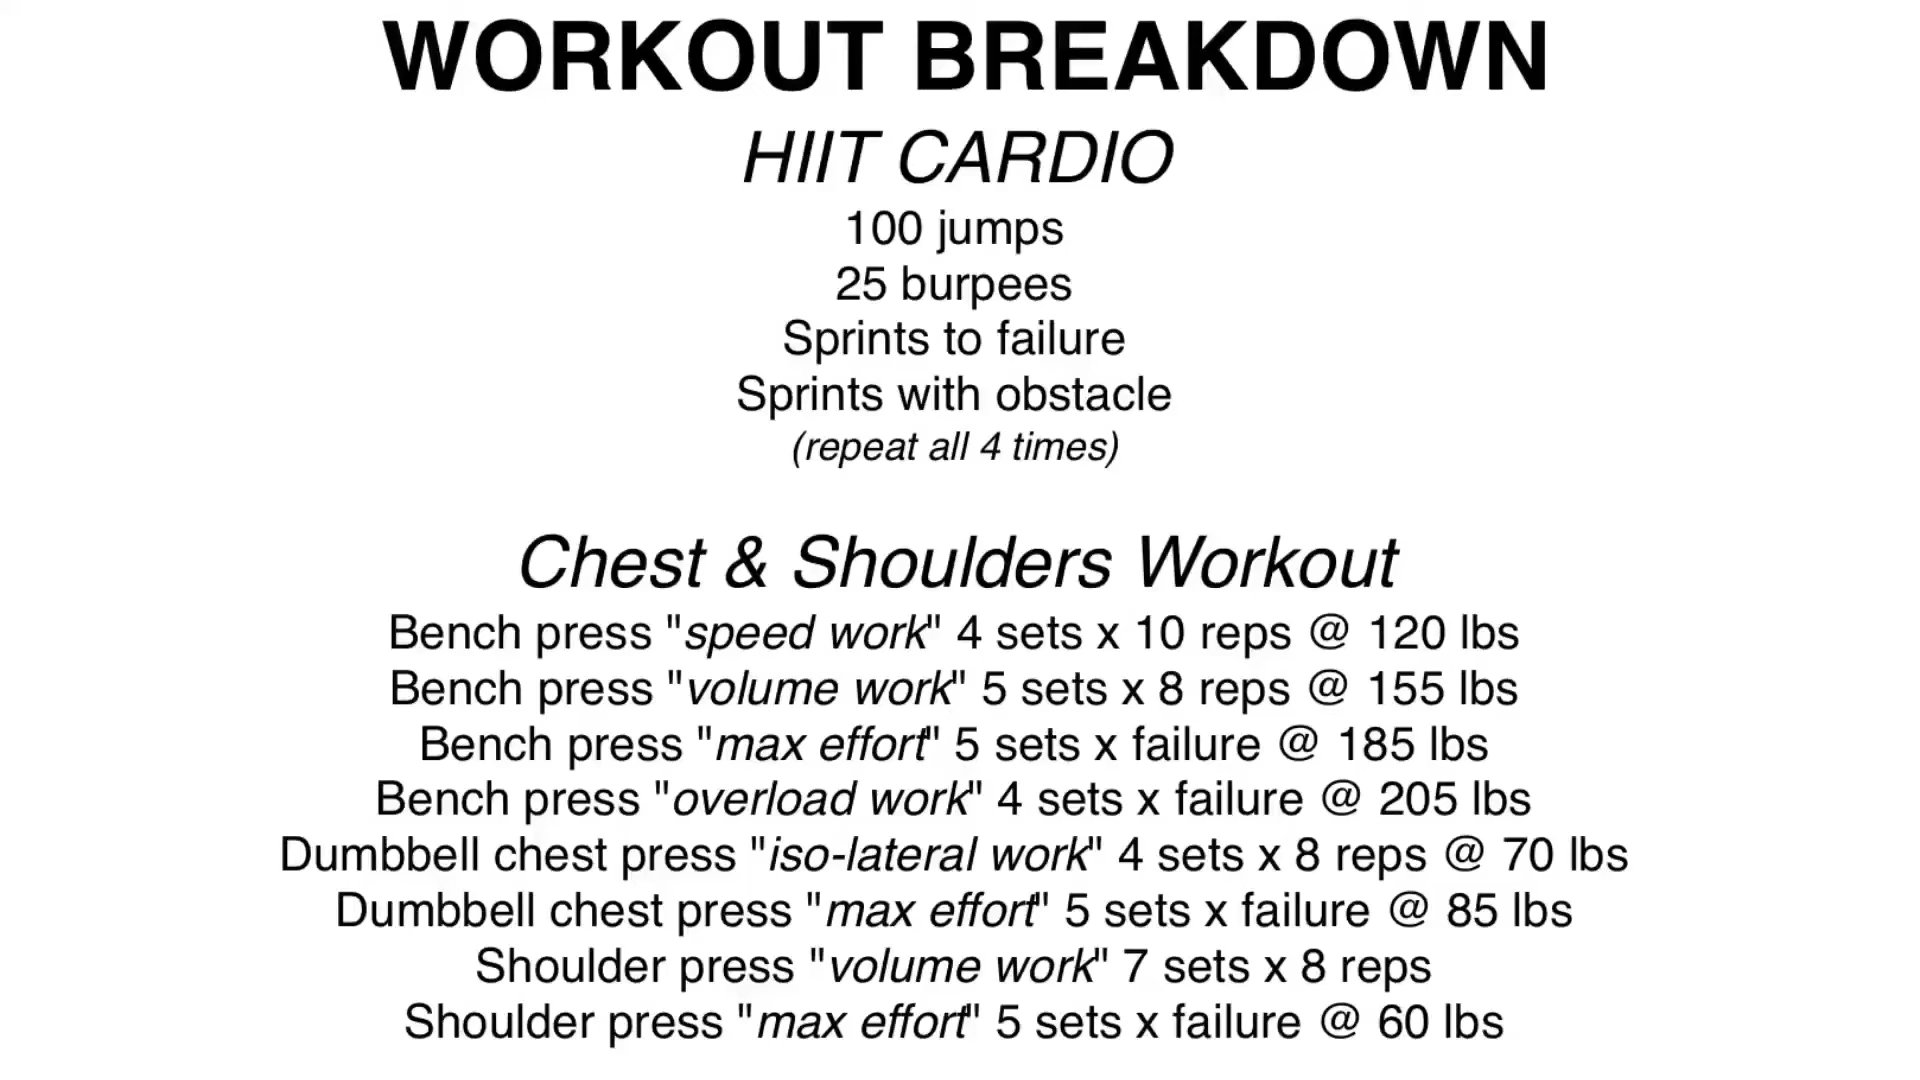 WORKOUT BREAKDOWN
HIIT CARDIO
100 jumps
25 burpees
Sprints to failure
Sprints with obstacle
(repeat all 4 times)
Chest & Shoulders Workout
Bench press "speed work" 4 sets x 10 reps @ 120 lbs
Bench press "volume work" 5 sets x 8 reps @ 155 lbs
Bench press "max effort" 5 sets x failure @ 185 lbs
Bench press "overload work" 4 sets x failure @ 205 lbs
Dumbbell chest press "iso-lateral work" 4 sets x 8 reps @ 70 lbs
Dumbbell chest press "max effort" 5 sets x failure @ 85 lbs
Shoulder press "volume work" 7 sets x 8 reps
Shoulder press "max effort" 5 sets x failure @ 60 lbs